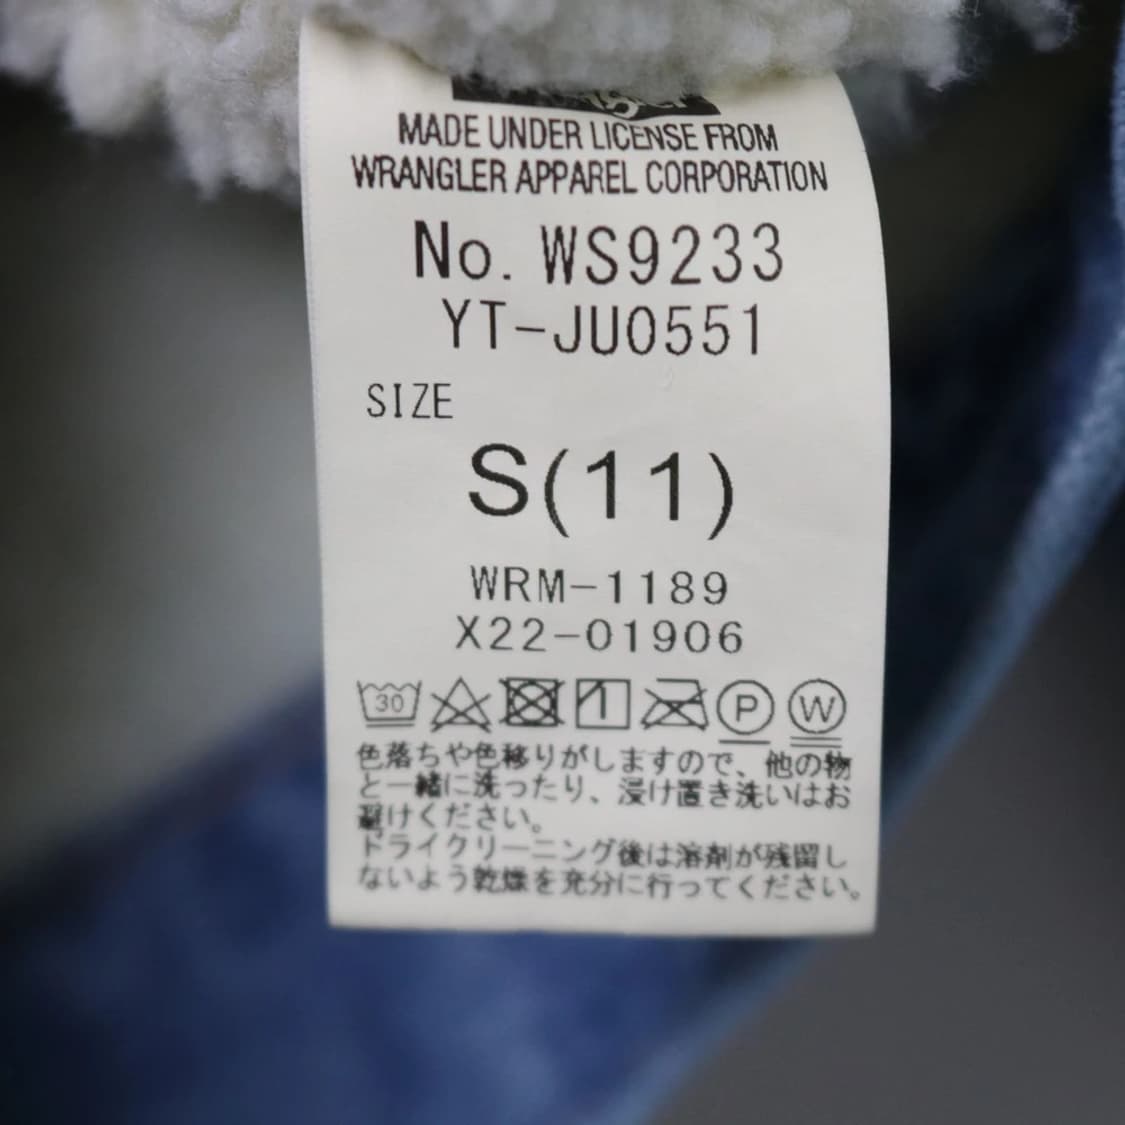 MADE UNDER LICENSE FROM
WRANGLER APPAREL CORPORATION
No. WS9233
YT-JU0551
SIZE
S(11)
WRM-1189
X22-01906
30
P
W
色落ちや色移りがしますので、他の物
と一緒に洗ったり、浸け置き洗いはお
避けください。
ドライクリーニング後は溶剤が残留し
ないよう乾燥を充分に行ってください。